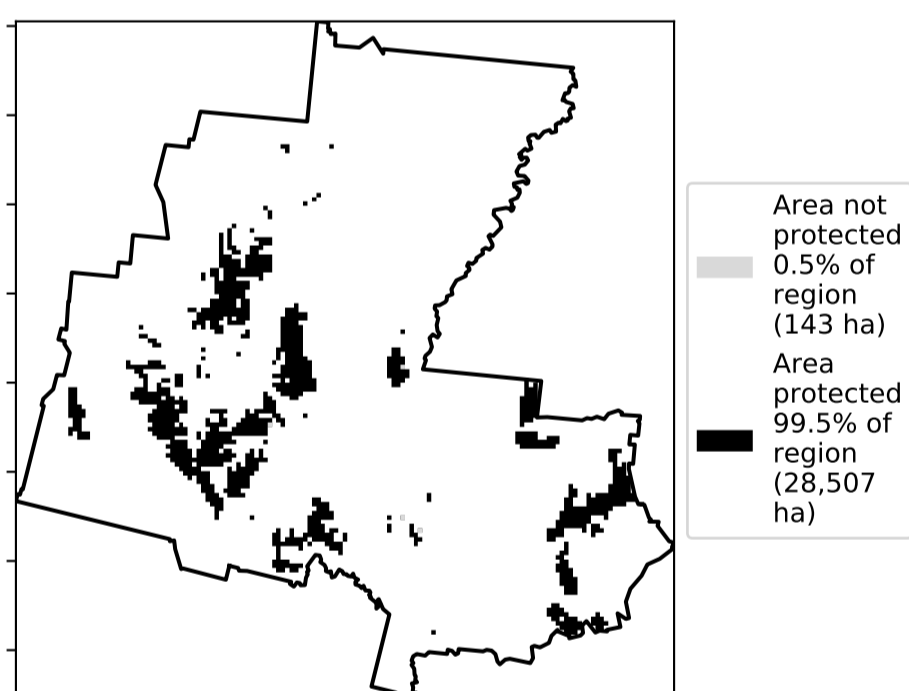 Area not
protected
0.5% of
region
(143 ha)
Area
protected
99.5% of
region
(28,507
ha)